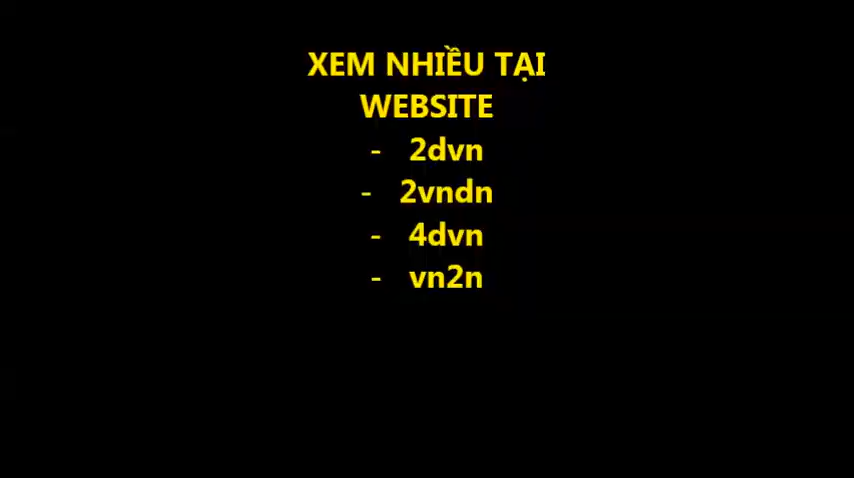 XEM NHIỀU TẠI
WEBSITE
- 2dvn
- 2vndn
- 4dvn
- vn2n